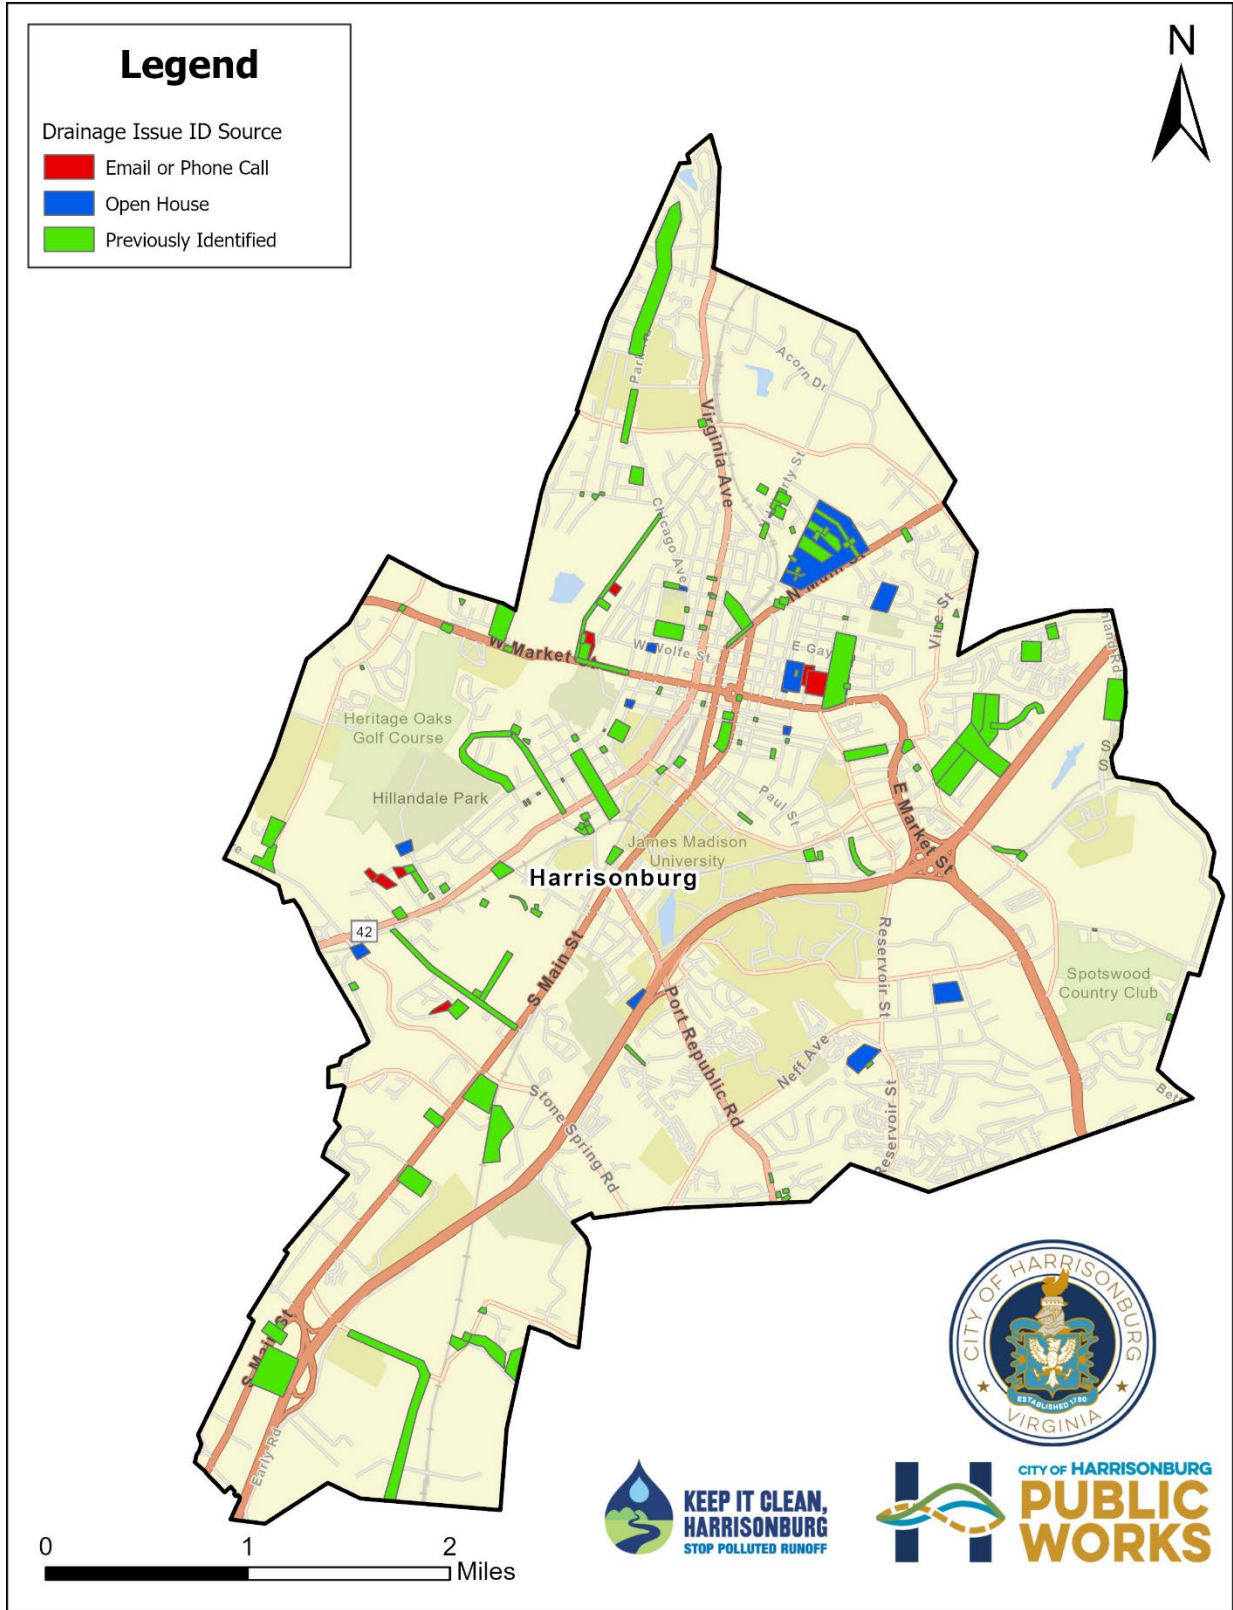 Legend
Drainage Issue ID Source
Email or Phone Call
Open House
Previously Identified
N
Acorn Dr
Virginia Ave
N Liberty St
Chicago Ave
N Main St
Vine St
W Market
W Wolfe St
E Gay
Heritage Oaks
Golf Course
Hillandale Park
E Market St
Paul St
James Madison
University
Harrisonburg
42
S Main St
Reservoir St
Spotswood
Country Club
Port Republic Rd
Neff Ave
Stone Spring Rd
Reservoir St
S Main St
Early Rd
CITY OF HARRISONBURG
ESTABLISHED 1780
VIRGINIA
KEEP IT CLEAN,
HARRISONBURG
STOP POLLUTED RUNOFF
CITY OF HARRISONBURG
PUBLIC
WORKS
0 1 2
Miles